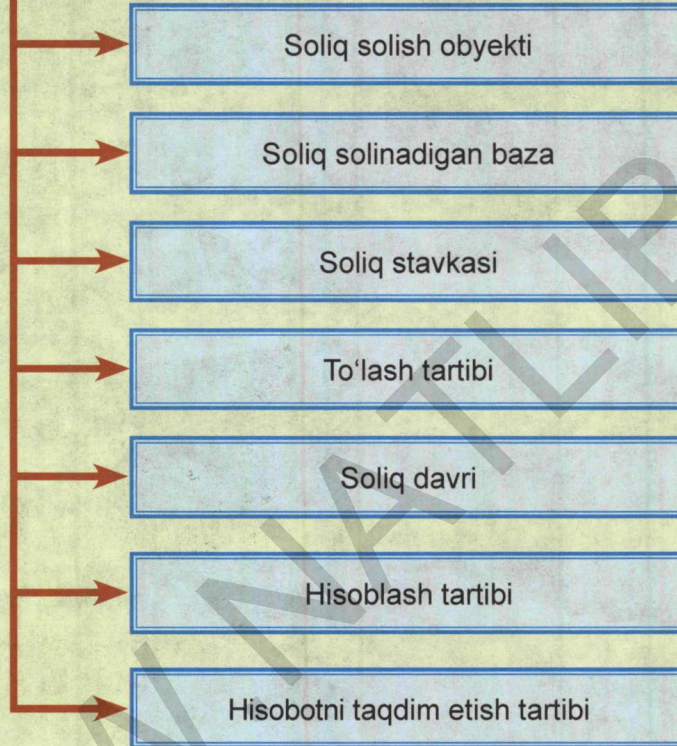 Soliq solish obyekti
Soliq solinadigan baza
Soliq stavkasi
To‘lash tartibi
Soliq davri
Hisoblash tartibi
Hisobotni taqdim etish tartibi